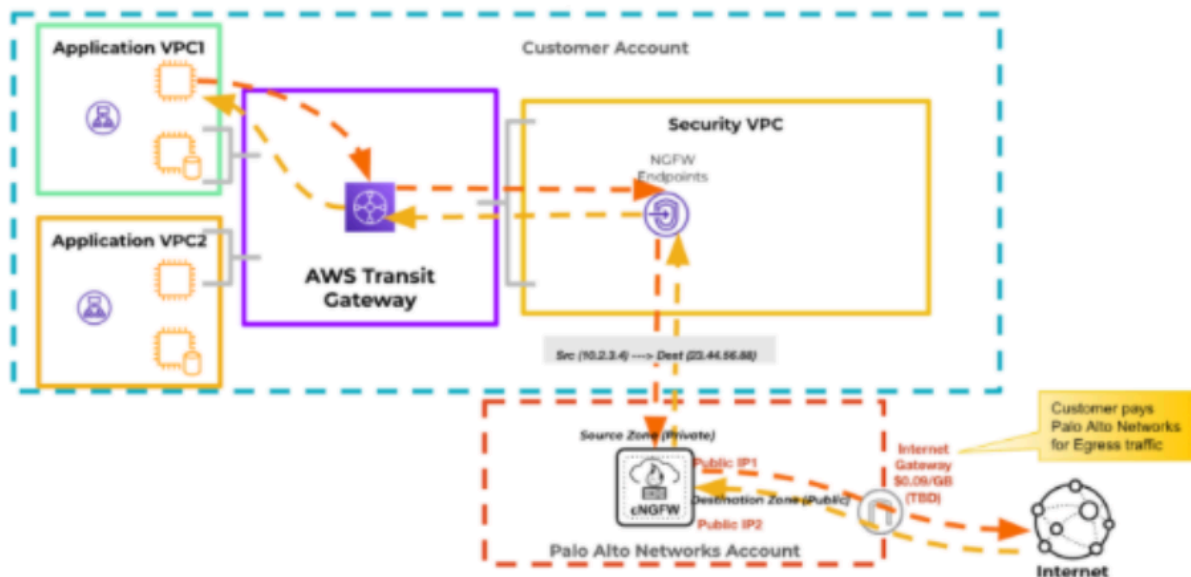 Application VPC1
Customer Account
Security VPC
NGFW
Endpoints
Application VPC2
AWS Transit
Gateway
Src (10.2.3.4) ----> Dest (23.44.56.88)
Source Zone (Private)
Public IP1
Destination Zone (Public)
cNGFW
Public IP2
Palo Alto Networks Account
Internet
Gateway
$0.09/GB
(TBD)
Customer pays
Palo Alto Networks
for Egress traffic
Internet